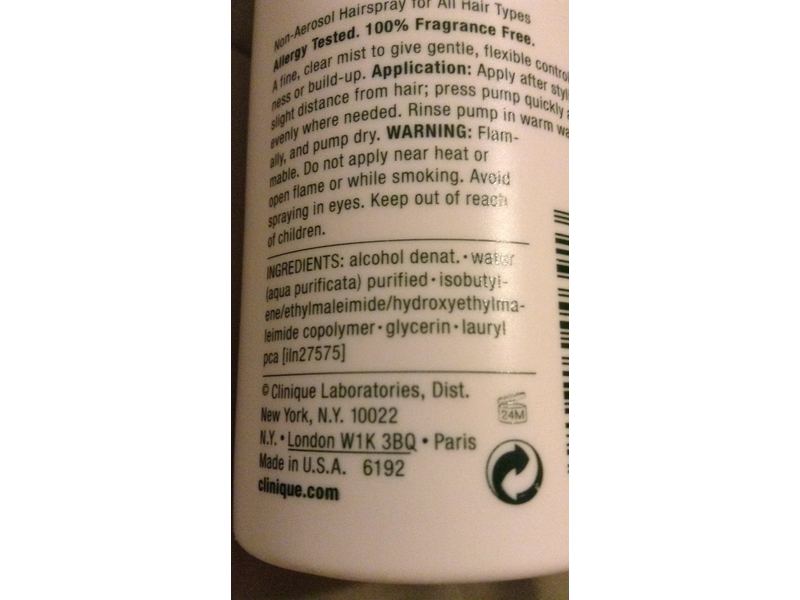 Non-Aerosol Hairspray for All Hair Types
Allergy Tested. 100% Fragrance Free.
A fine, clear mist to give gentle, flexible control
ness or build-up. Application: Apply after
slight distance from hair; press pump quickly
evenly where needed. Rinse pump in warm
ally, and pump dry. WARNING: Flam-
mable. Do not apply near heat or
open flame or while smoking. Avoid
spraying in eyes. Keep out of reach
of children.
INGREDIENTS: alcohol denat. • water
(aqua purificata) purified • isobutyl-
ene/ethylmaleimide/hydroxyethylma-
leimide copolymer • glycerin • lauryl
pca [iln27575]
© Clinique Laboratories, Dist.
New York, N.Y. 10022
N.Y. • London W1K 3BQ • Paris
Made in U.S.A. 6192
clinique.com
24M